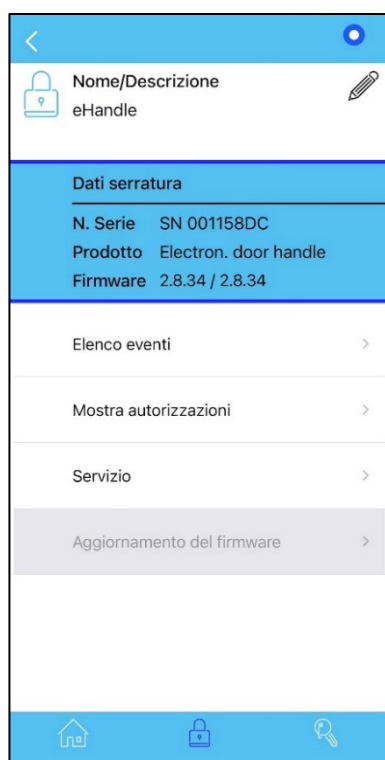 Nome/Descrizione
eHandle
Dati serratura
N. Serie SN 001158DC
Prodotto Electron. door handle
Firmware 2.8.34 / 2.8.34
Elenco eventi
Mostra autorizzazioni
Servizio
Aggiornamento del firmware